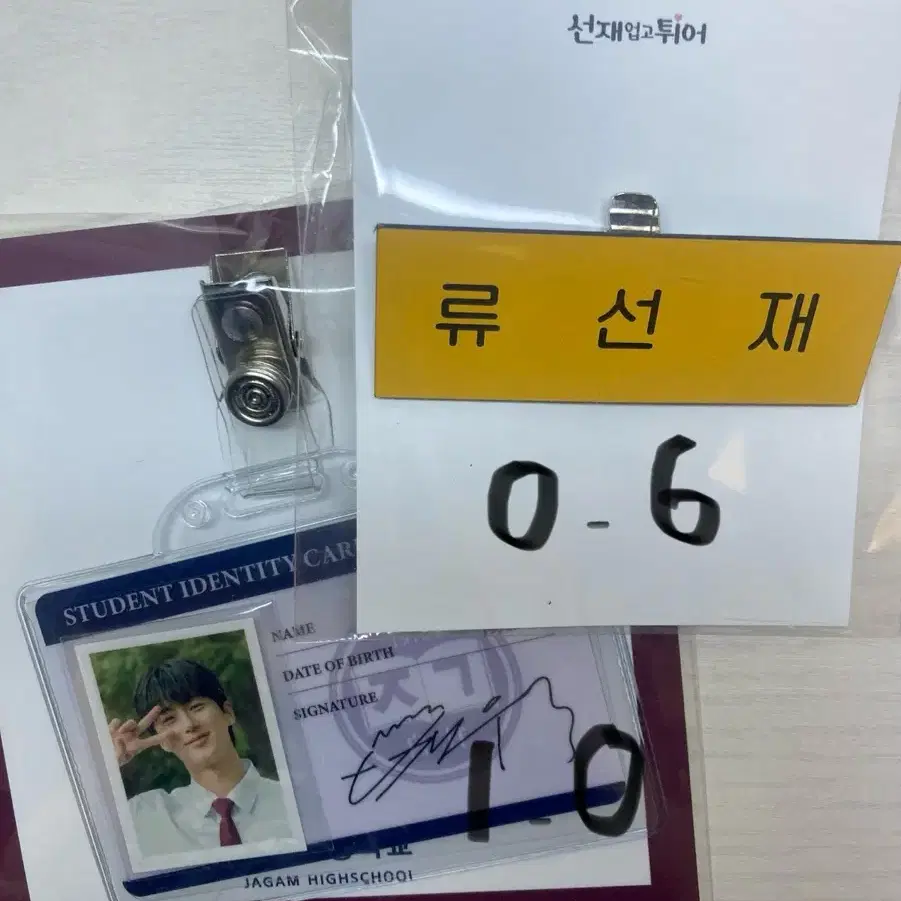 선재업고튀어
류 선 재
0-6
STUDENT IDENTITY CAR
NAME
DATE OF BIRTH
SIGNATURE
ㅈㄱ
1-0
JAGAM HIGHSCHOOL